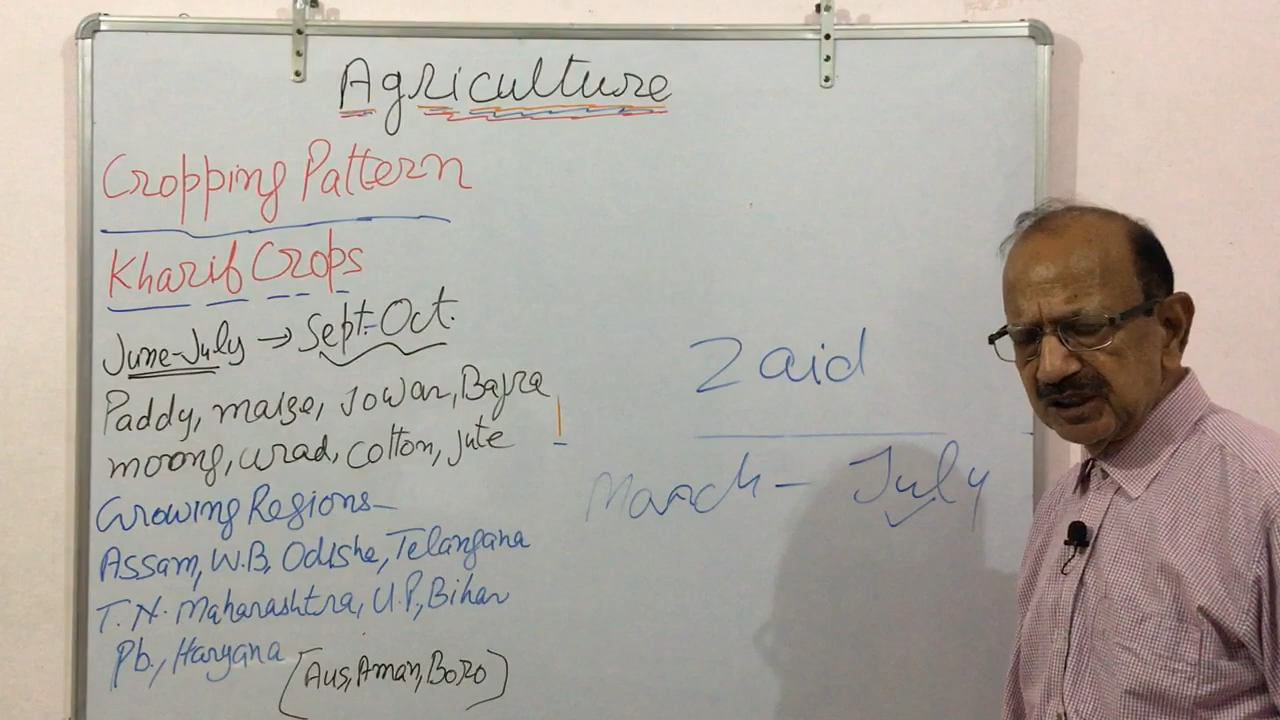 Agriculture
Cropping Pattern
Kharif Crops
June-July → Sept-Oct.
Paddy, maize, Jowar, Bajra
moong, urad, cotton, jute
Growing Regions-
Assam, W.B, Odisha, Telangana
T.N. Maharashtra, U.P, Bihar
Pb., Haryana
[Aus, Aman, Boro]
Zaid
March - July